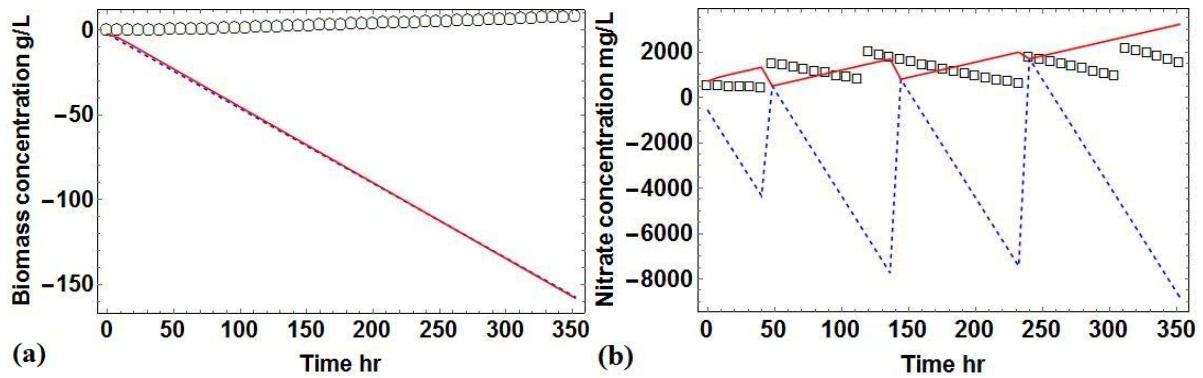 0
−50
−100
−150
Biomass concentration g/L
0 50 100 150 200 250 300 350
Time hr
(a)
2000
0
−2000
−4000
−6000
−8000
Nitrate concentration mg/L
0 50 100 150 200 250 300 350
Time hr
(b)